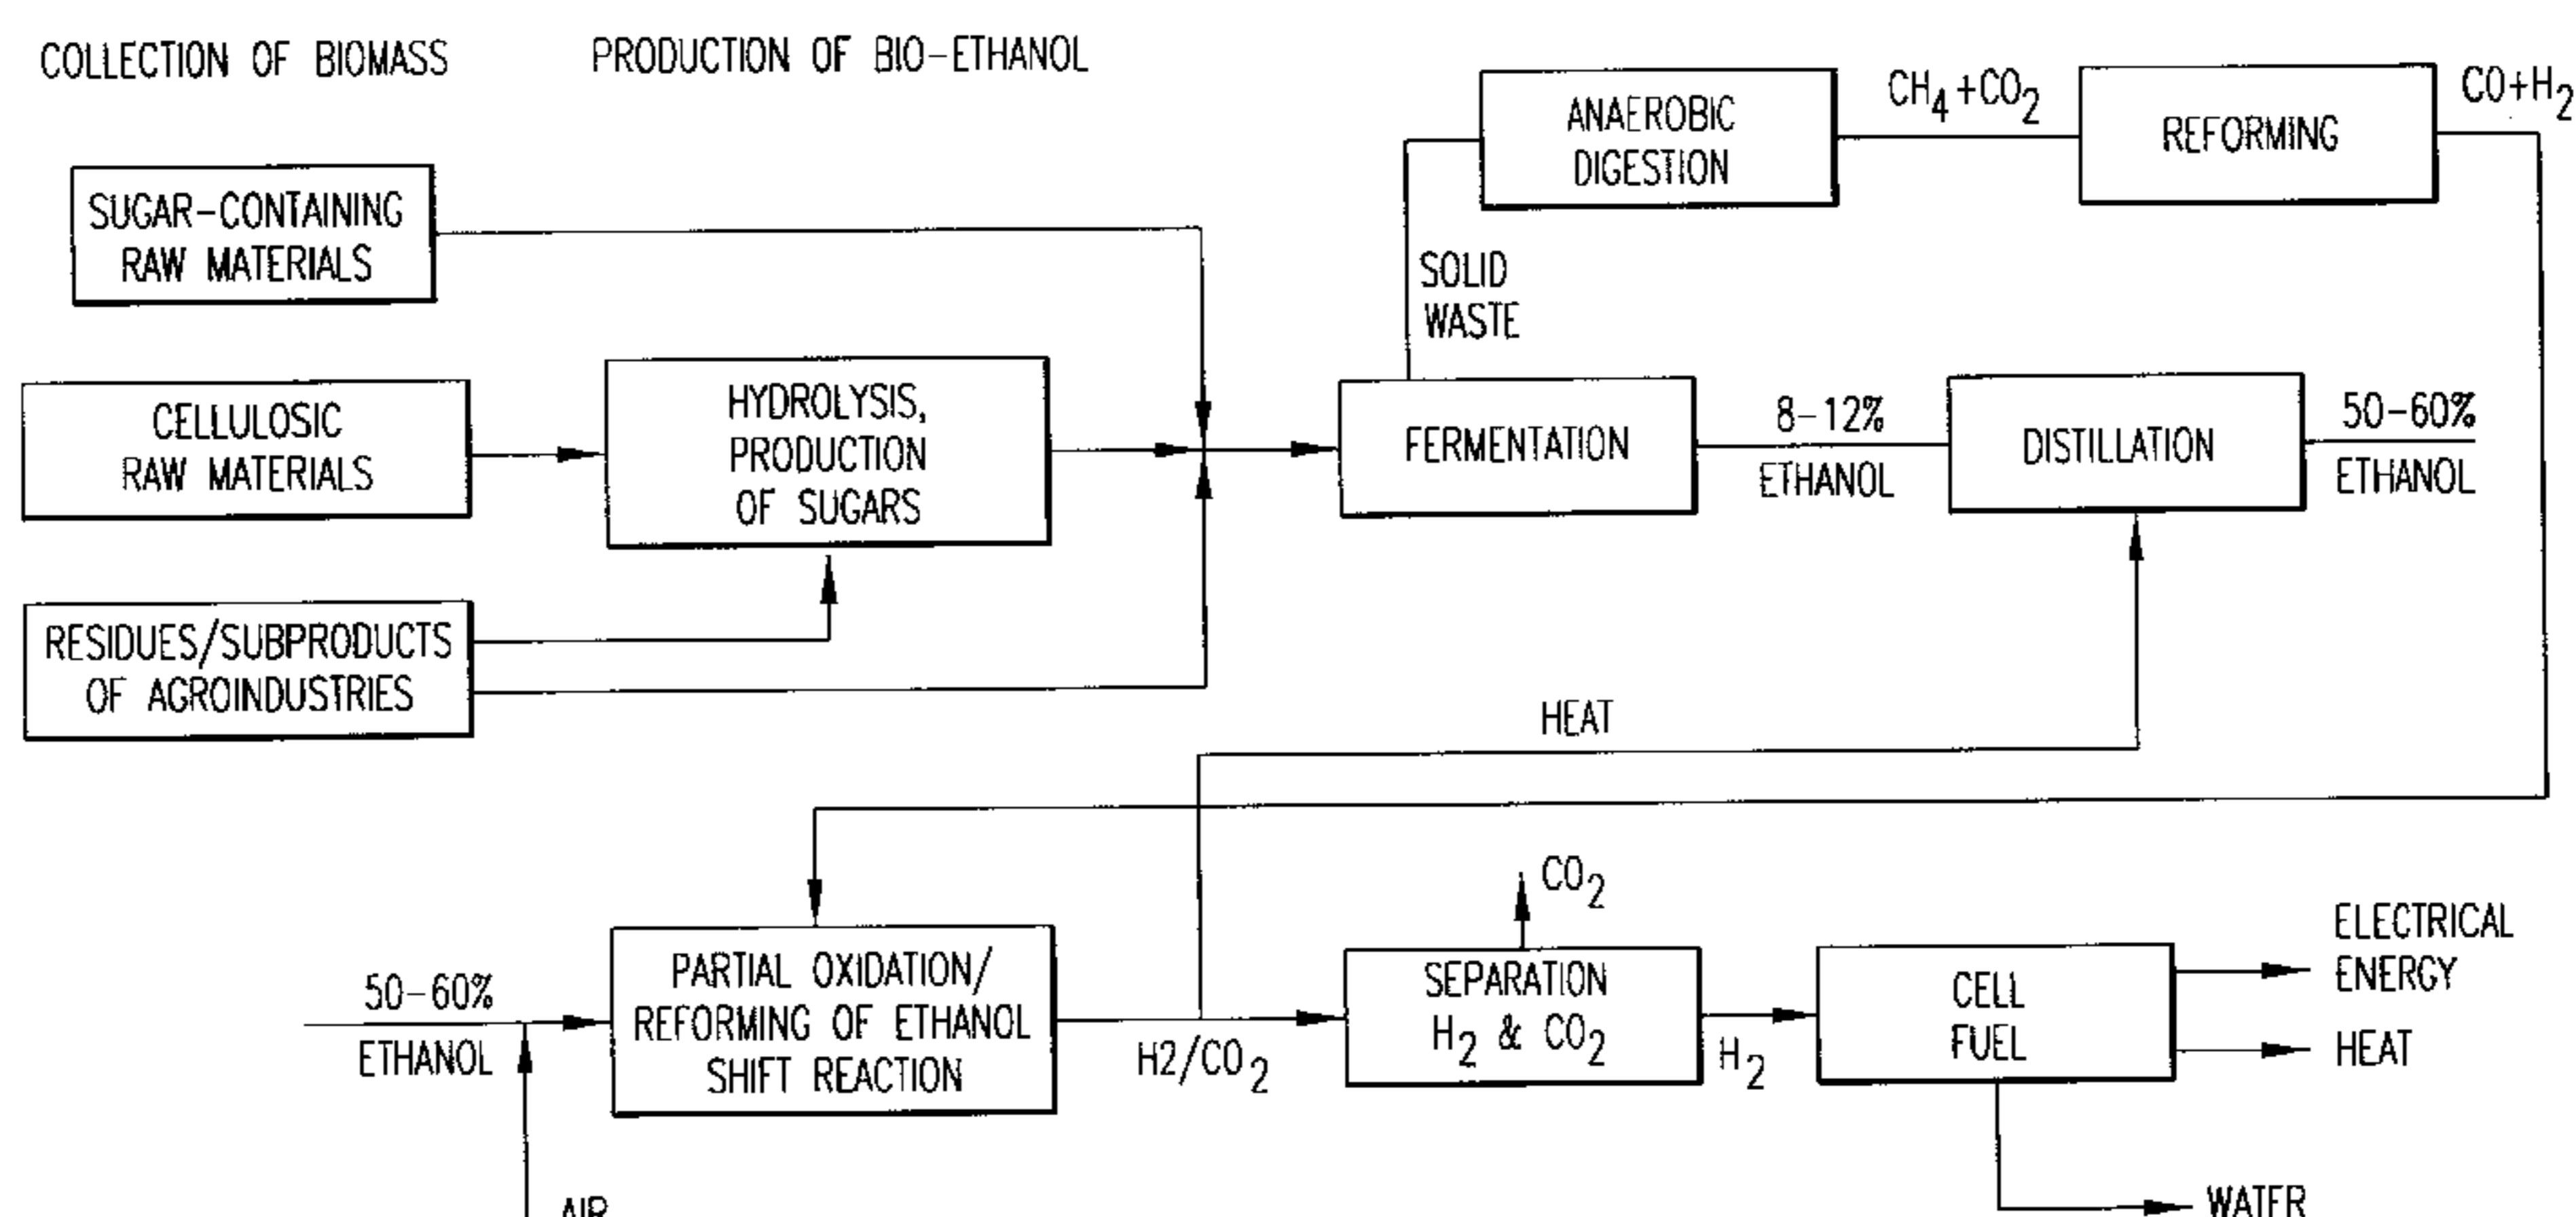 COLLECTION OF BIOMASS
PRODUCTION OF BIO-ETHANOL
ANAEROBIC
DIGESTION
CH4+CO2
REFORMING
CO+H2
SUGAR-CONTAINING
RAW MATERIALS
SOLID
WASTE
CELLULOSIC
RAW MATERIALS
HYDROLYSIS,
PRODUCTION
OF SUGARS
FERMENTATION
8-12%
ETHANOL
DISTILLATION
50-60%
ETHANOL
RESIDUES/SUBPRODUCTS
OF AGROINDUSTRIES
HEAT
50-60%
ETHANOL
AIR
PARTIAL OXIDATION/
REFORMING OF ETHANOL
SHIFT REACTION
H2/CO2
CO2
SEPARATION
H2 & CO2
H2
CELL
FUEL
ELECTRICAL
ENERGY
HEAT
WATER